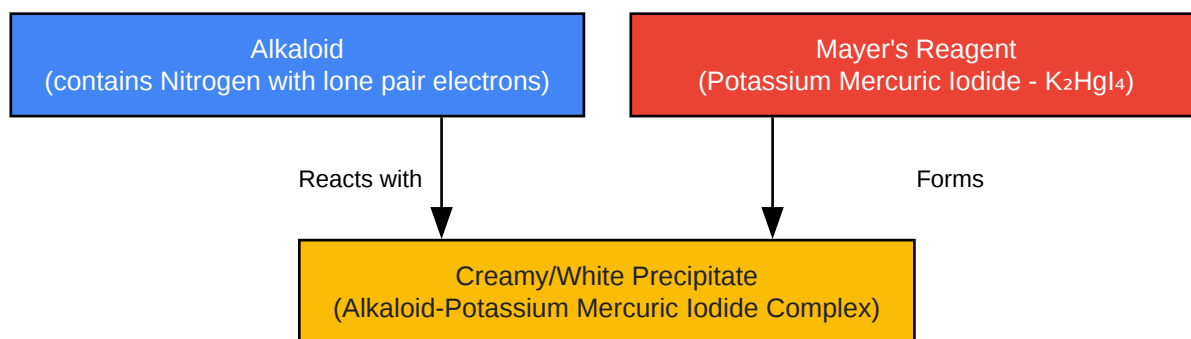 Alkaloid
(contains Nitrogen with lone pair electrons)
Mayer's Reagent
(Potassium Mercuric Iodide - K₂HgI₄)
Reacts with
Forms
Creamy/White Precipitate
(Alkaloid-Potassium Mercuric Iodide Complex)